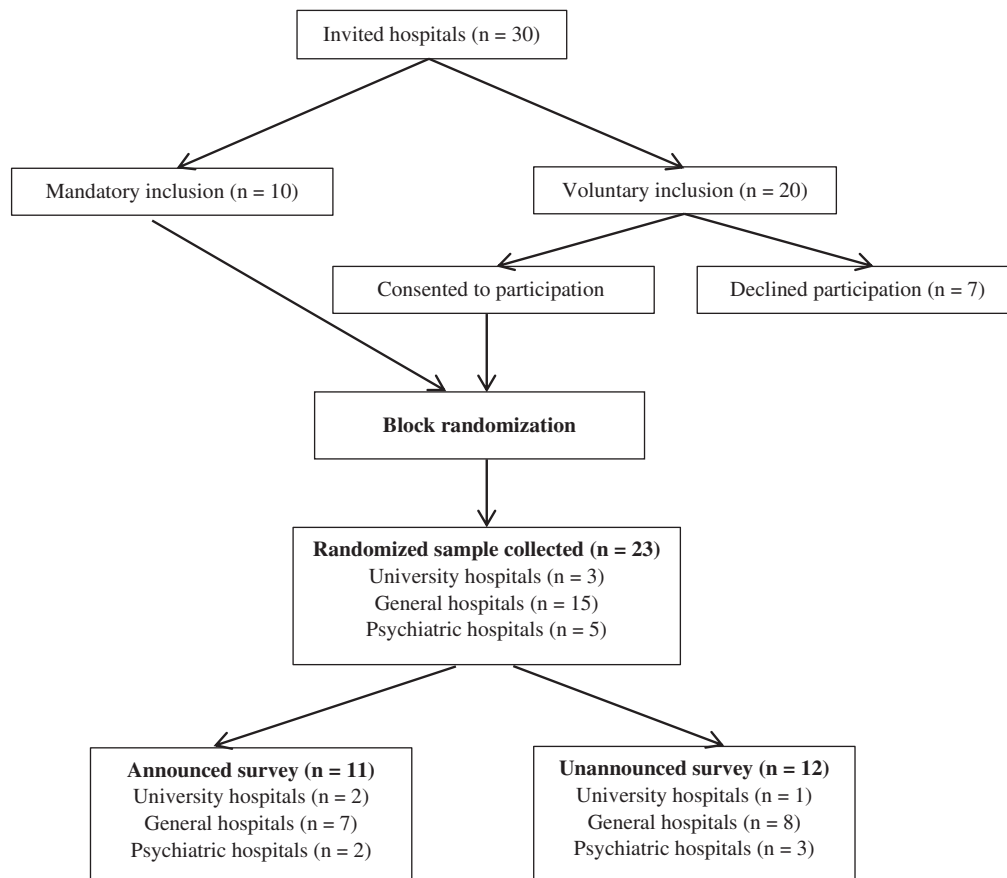 Invited hospitals (n = 30)
Mandatory inclusion (n = 10)
Voluntary inclusion (n = 20)
Consented to participation
Declined participation (n = 7)
Block randomization
Randomized sample collected (n = 23)
University hospitals (n = 3)
General hospitals (n = 15)
Psychiatric hospitals (n = 5)
Announced survey (n = 11)
University hospitals (n = 2)
General hospitals (n = 7)
Psychiatric hospitals (n = 2)
Unannounced survey (n = 12)
University hospitals (n = 1)
General hospitals (n = 8)
Psychiatric hospitals (n = 3)